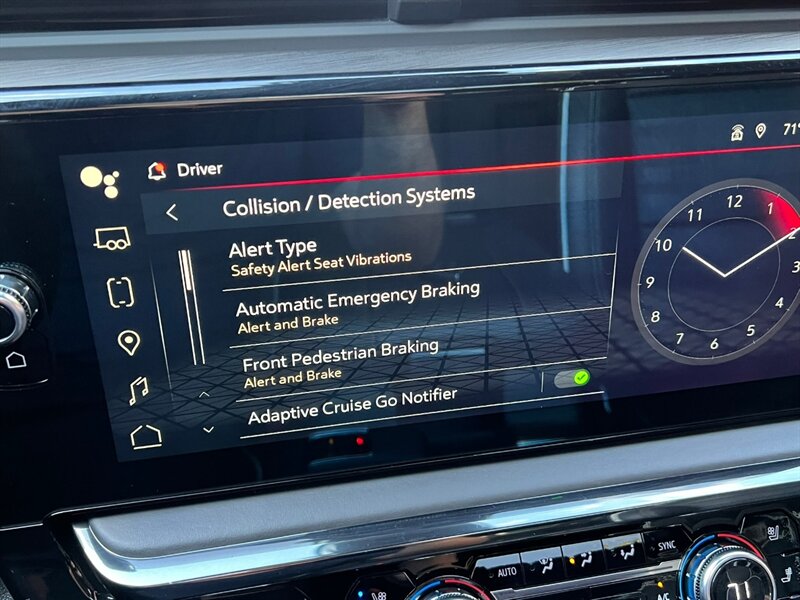 71°
Driver
Collision / Detection Systems
Alert Type
Safety Alert Seat Vibrations
Automatic Emergency Braking
Alert and Brake
Front Pedestrian Braking
Alert and Brake
Adaptive Cruise Go Notifier
12
11
1
10
2
9
3
8
4
7
5
6
AUTO
SYNC
A/C
71